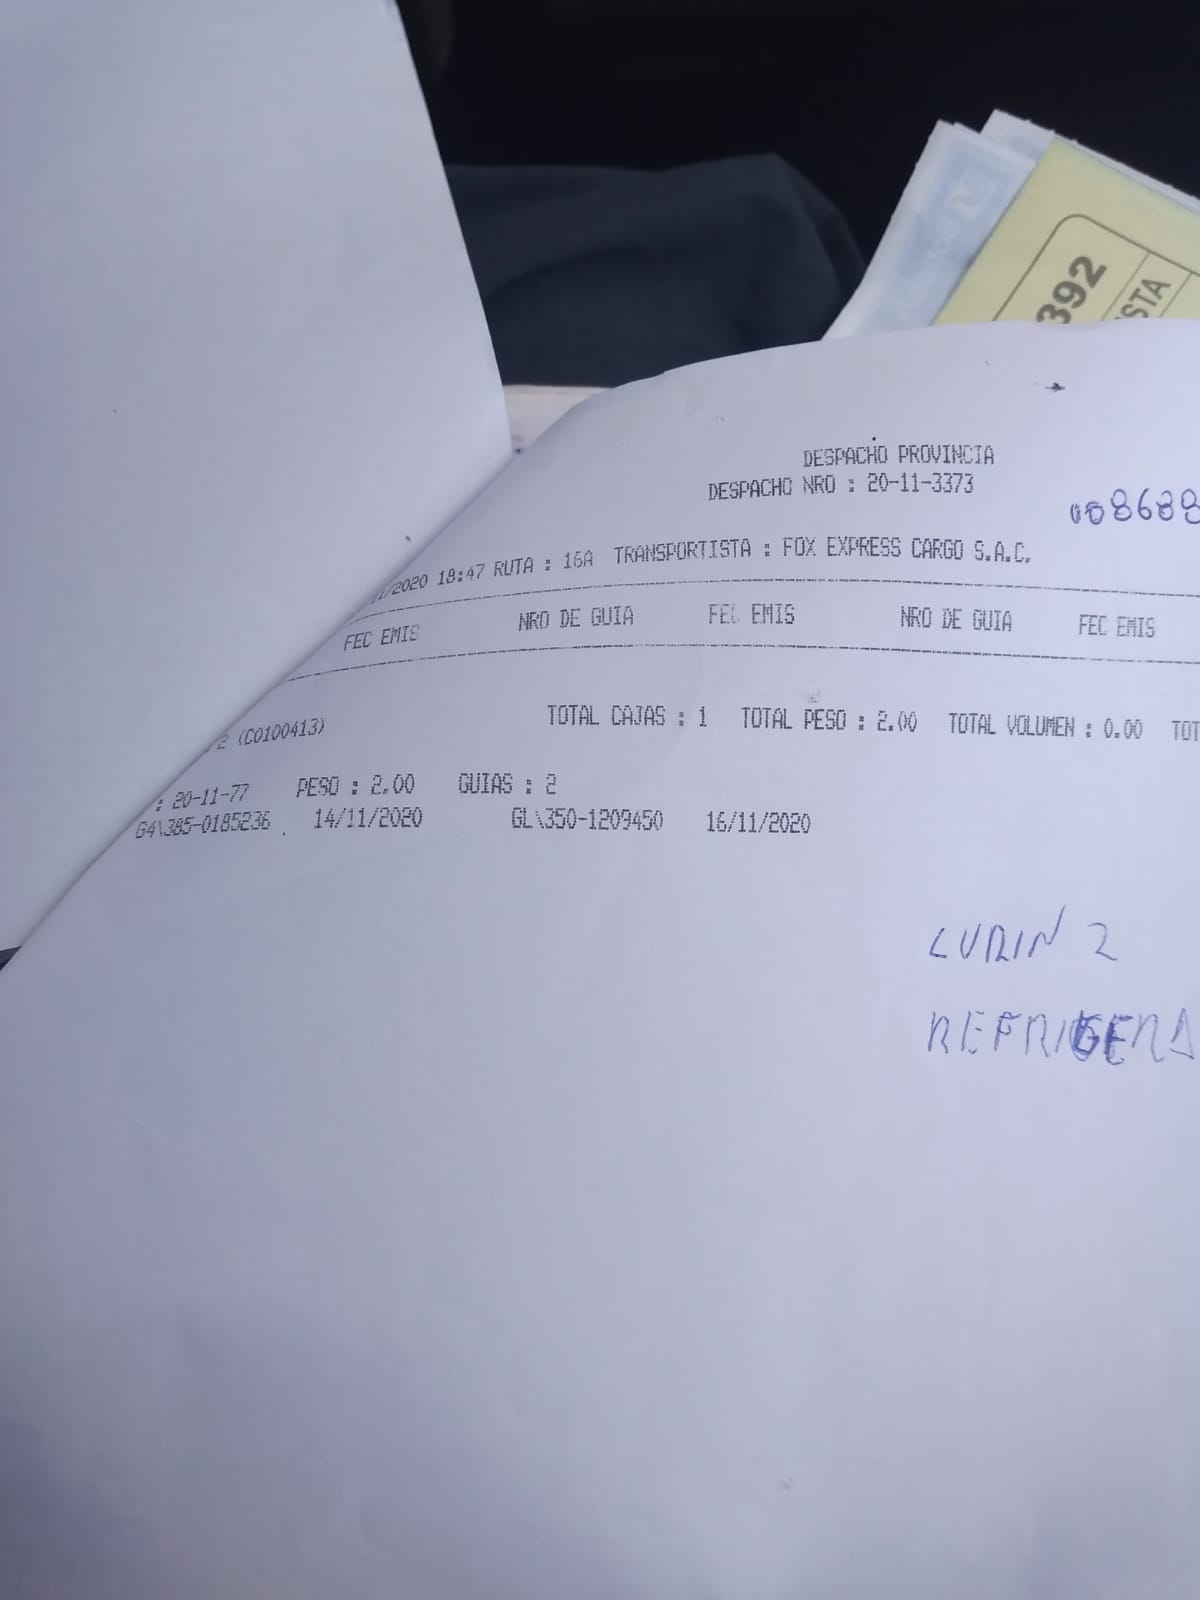 392
ISTA
DESPACHO PROVINCIA
DESPACHO NRO : 20-11-3373
008688
/2020 18:47 RUTA : 16A TRANSPORTISTA : FOX EXPRESS CARGO S.A.C.
FEC EMIS NRO DE GUIA FEC EMIS NRO DE GUIA FEC EMIS
2 (C0100413) TOTAL CAJAS : 1 TOTAL PESO : 2.00 TOTAL VOLUMEN : 0.00 TOT
: 20-11-77 PESO : 2.00 GUIAS : 2
G4\385-0185236 14/11/2020 GL\350-1209450 16/11/2020
LURIN 2
REFRIGERA